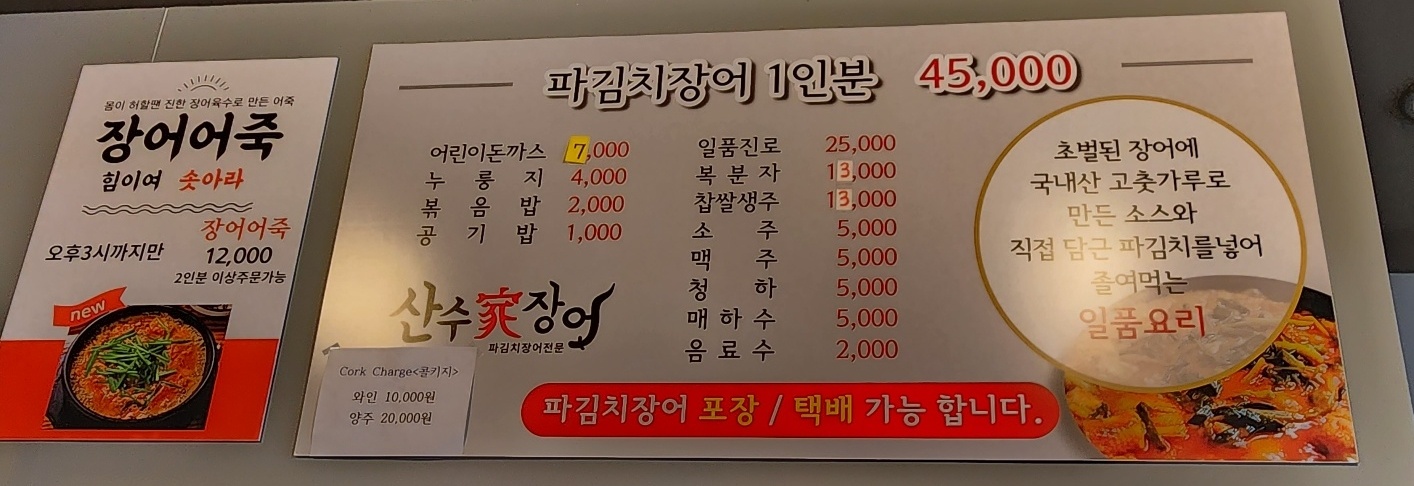 몸이 허할땐 진한 장어육수로 만든 어죽
장어어죽
힘이여 솟아라
장어어죽
오후3시까지만 12,000
2인분 이상주문가능
new
파김치장어 1인분 45,000
어린이돈까스 7,000
누룽지 4,000
볶음밥 2,000
공기밥 1,000
산수家장어
파김치장어전문
Cork Charge<콜키지>
와인 10,000원
양주 20,000원
일품진로 25,000
복분자 13,000
찹쌀생주 13,000
소주 5,000
맥주 5,000
청하 5,000
매하수 5,000
음료수 2,000
초벌된 장어에
국내산 고춧가루로
만든 소스와
직접 담근 파김치를넣어
졸여먹는
일품요리
파김치장어 포장 / 택배 가능 합니다.